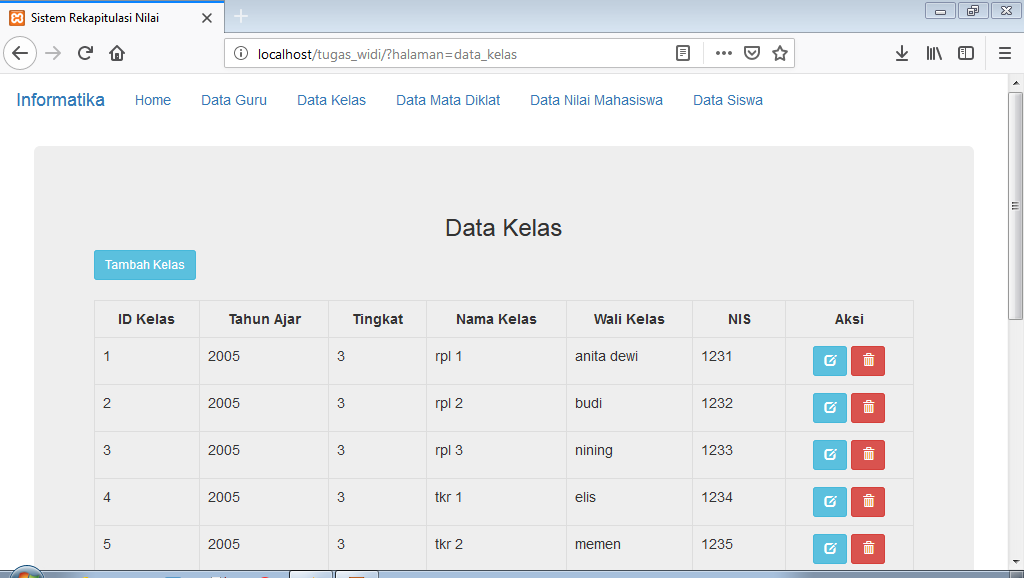 Sistem Rekapitulasi Nilai
localhost/tugas_widi/?halaman=data_kelas
Informatika Home Data Guru Data Kelas Data Mata Diklat Data Nilai Mahasiswa Data Siswa
Data Kelas
Tambah Kelas
ID Kelas Tahun Ajar Tingkat Nama Kelas Wali Kelas NIS Aksi
1 2005 3 rpl 1 anita dewi 1231
2 2005 3 rpl 2 budi 1232
3 2005 3 rpl 3 nining 1233
4 2005 3 tkr 1 elis 1234
5 2005 3 tkr 2 memen 1235